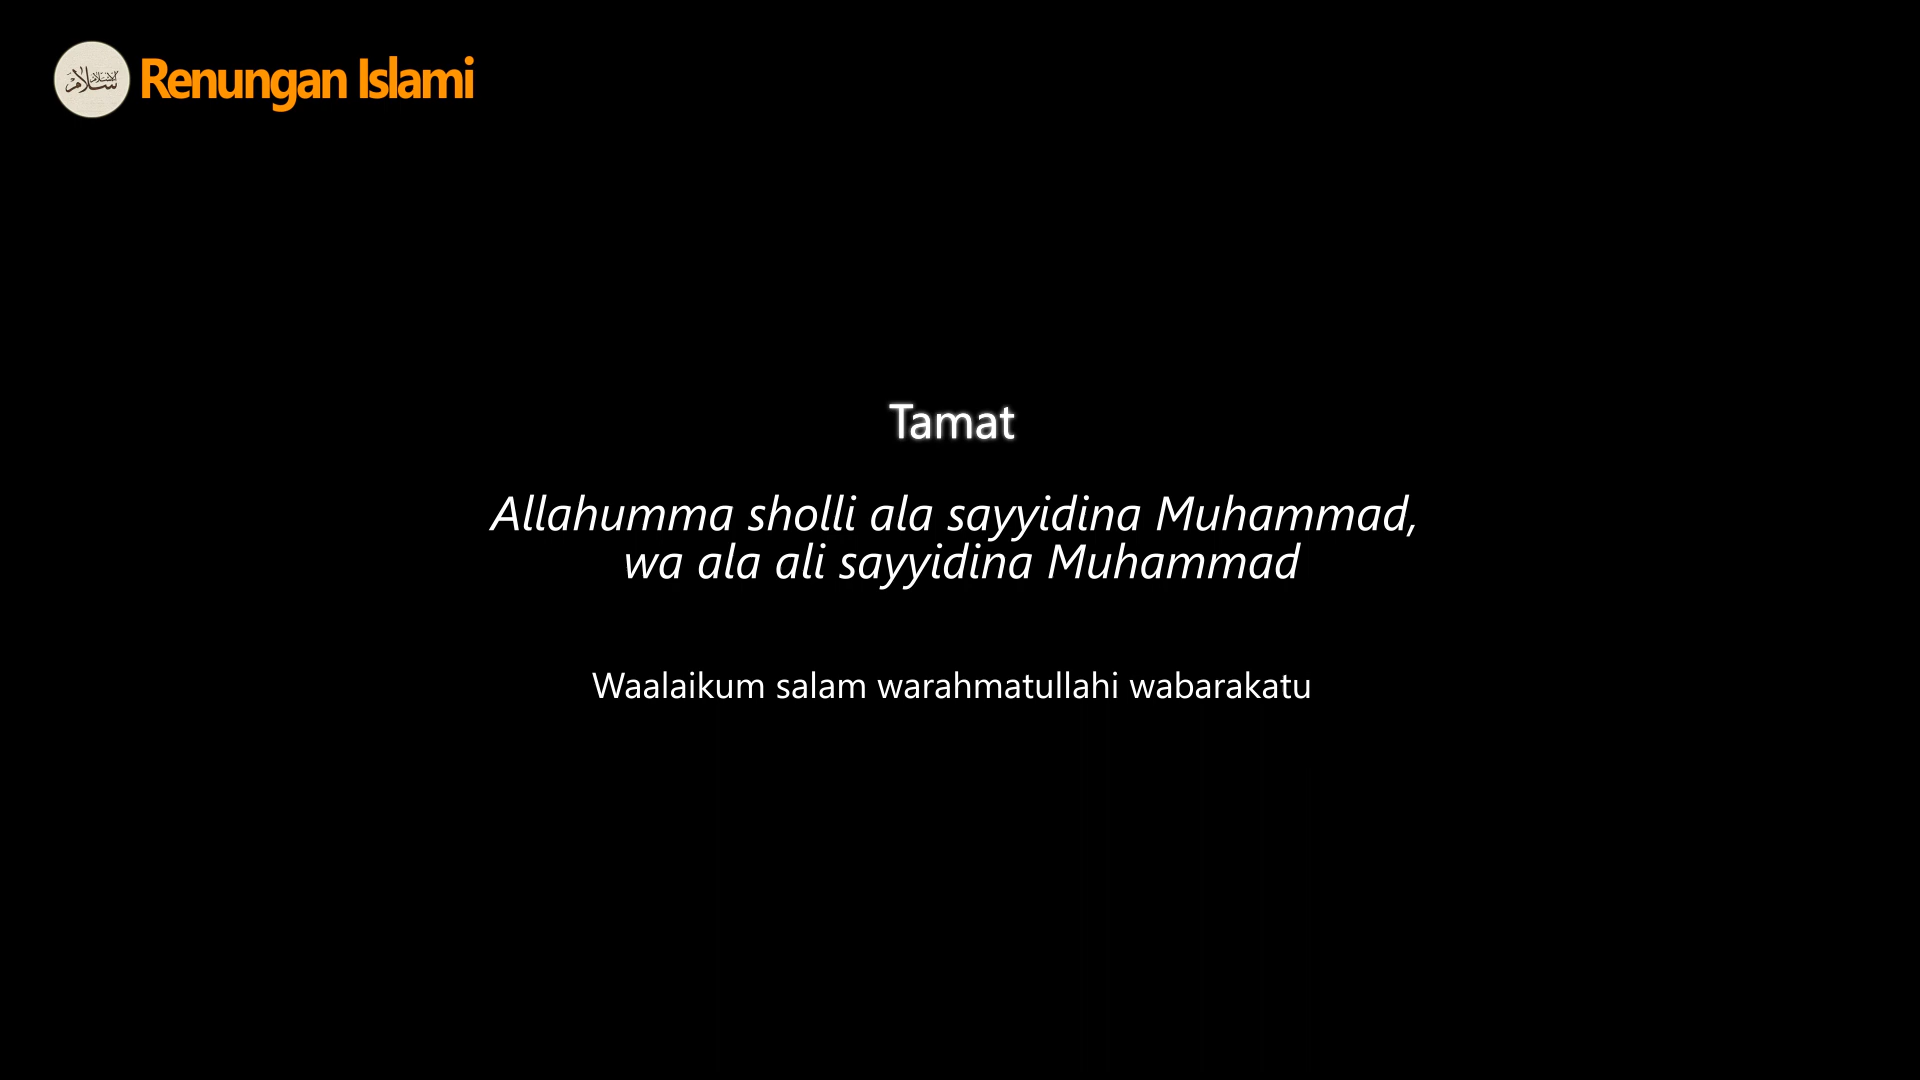 Renungan Islami
Tamat
Allahumma sholli ala sayyidina Muhammad,
wa ala ali sayyidina Muhammad
Waalaikum salam warahmatullahi wabarakatu